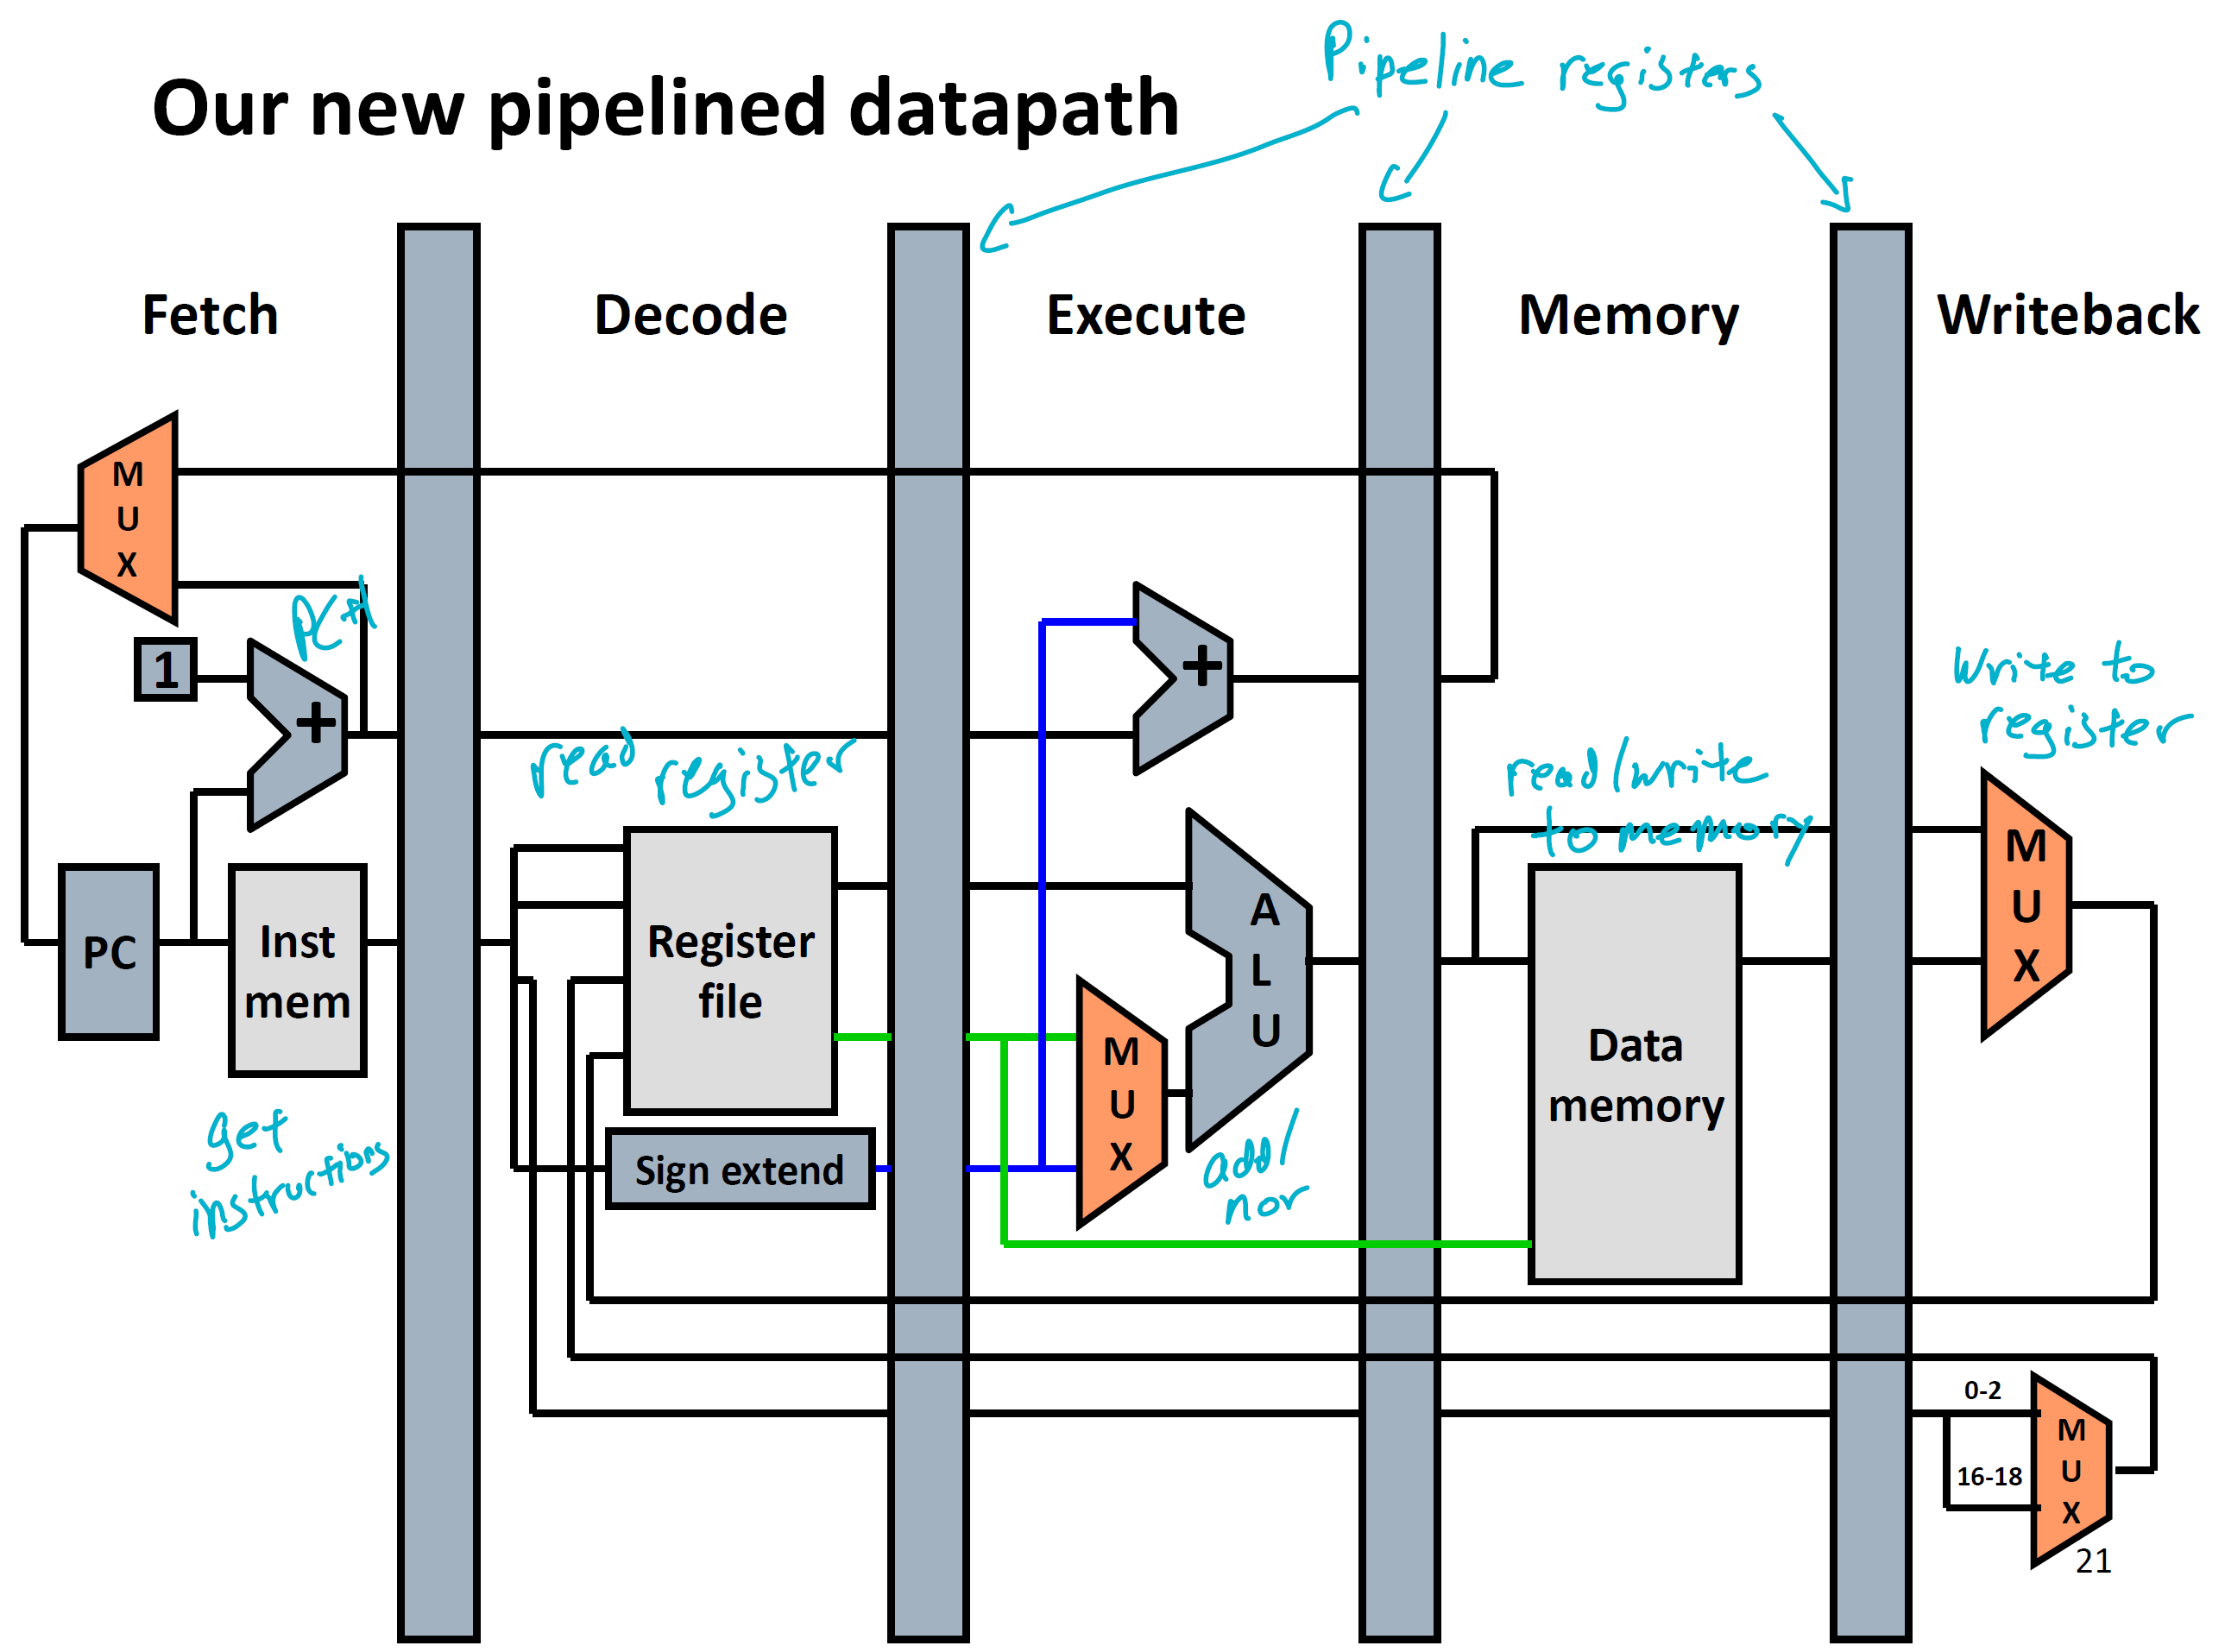 Pipeline registers
Our new pipelined datapath
Fetch
Decode
Execute
Memory
Writeback
M
U
X
PC+1
1
+
+
write to
register
read register
read/write
to memory
PC
Inst
mem
Register
file
A
L
U
M
U
X
Data
memory
M
U
X
Sign extend
get
instructions
add/
nor
0-2
16-18
M
U
X
21